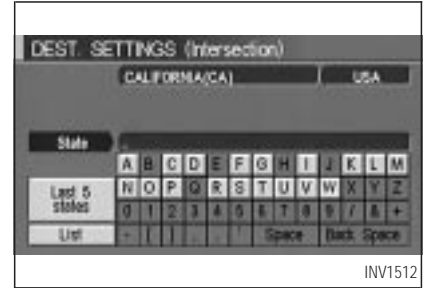 DEST. SETTINGS (Intersection)
CALIFORNIA(CA) USA
State
A B C D E F G H I J K L M
Last 5 states
N O P Q R S T U V W X Y Z
0 1 2 3 4 5 6 7 8 9 / & +
List
- ( ) . , ' Space Back Space
INV1512